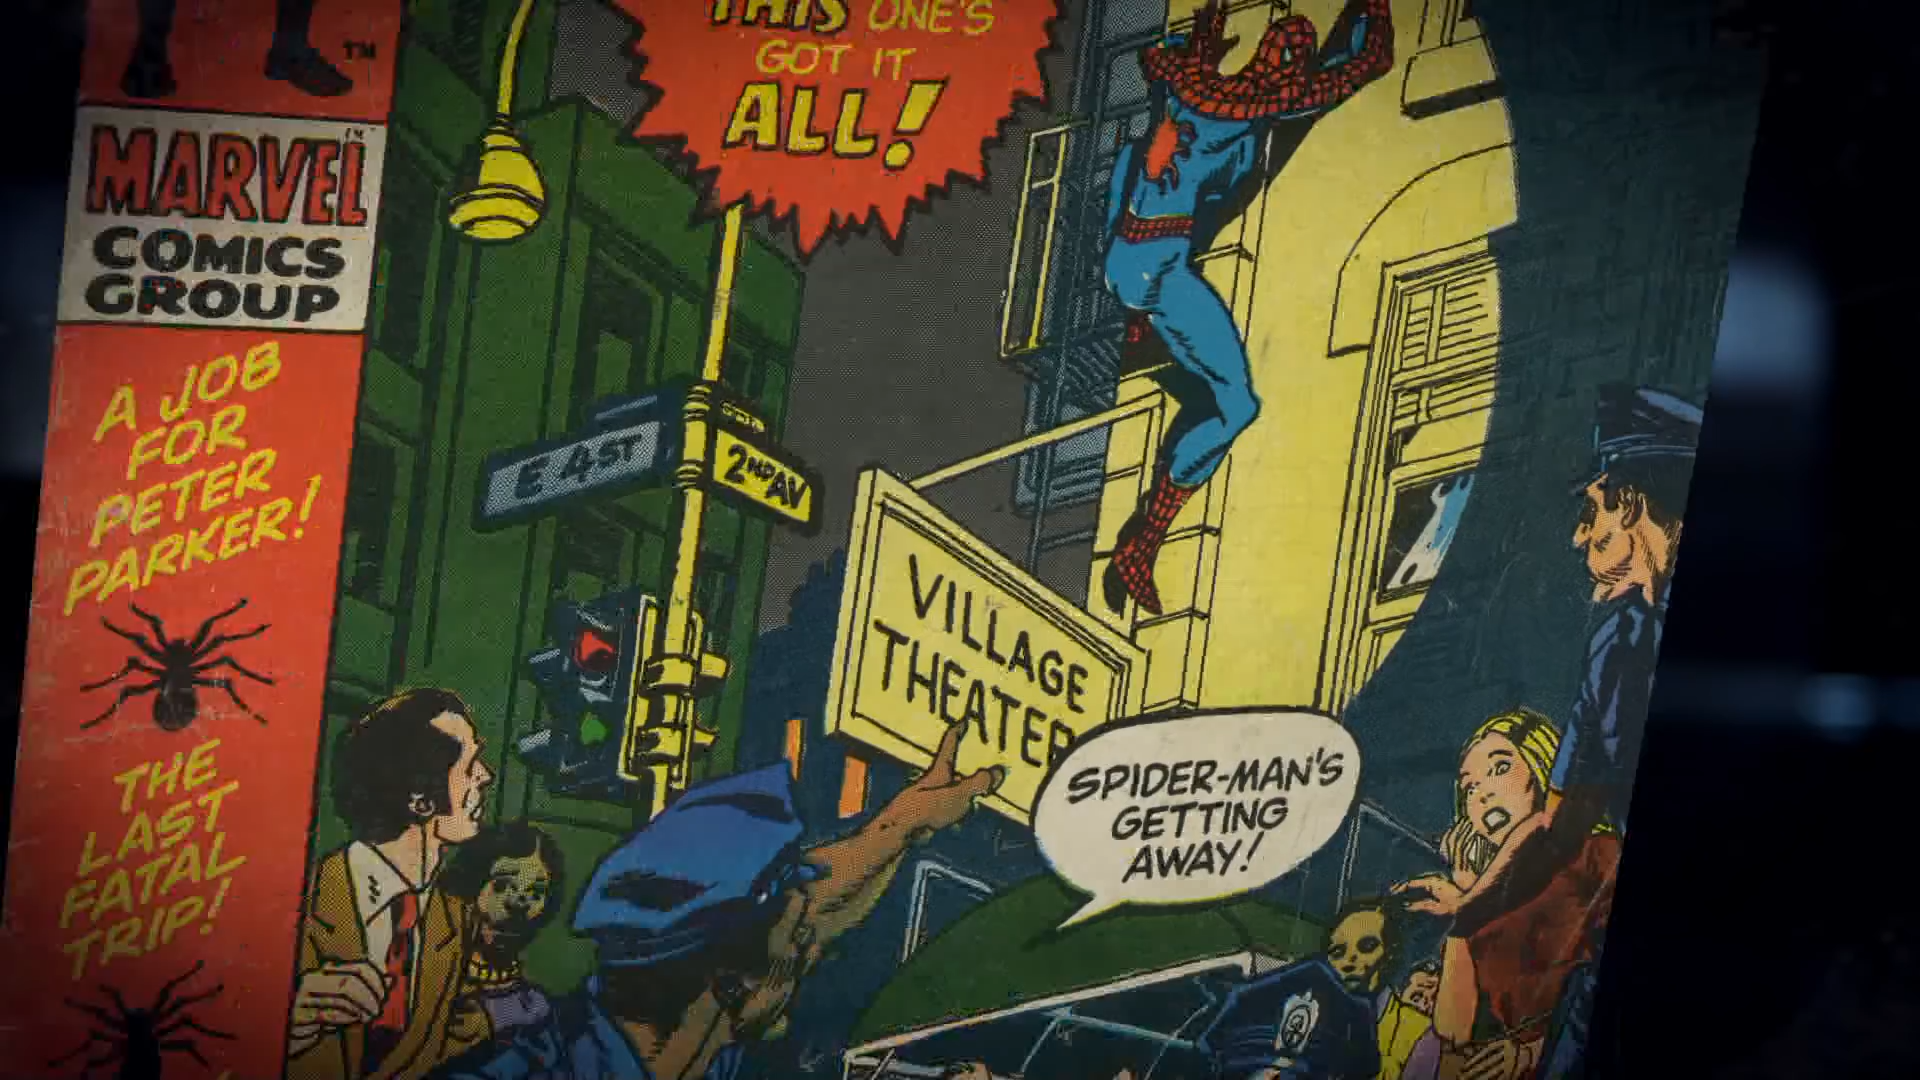 THIS ONE'S
GOT IT
ALL!
TM
MARVEL
COMICS
GROUP
A JOB
FOR
PETER
PARKER!
THE
LAST
FATAL
TRIP!
E 4 ST
2ND AV
VILLAGE
THEATER
SPIDER-MAN'S
GETTING
AWAY!